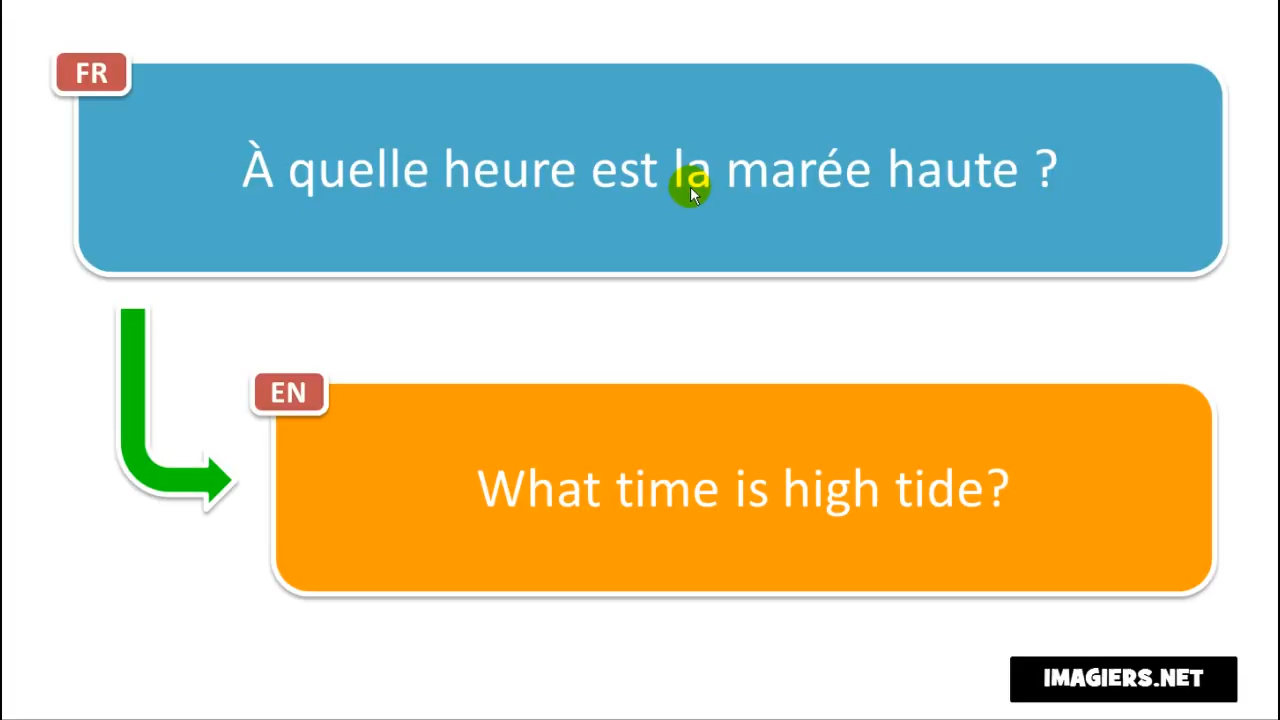 FR
À quelle heure est la marée haute ?
EN
What time is high tide?
IMAGIERS.NET